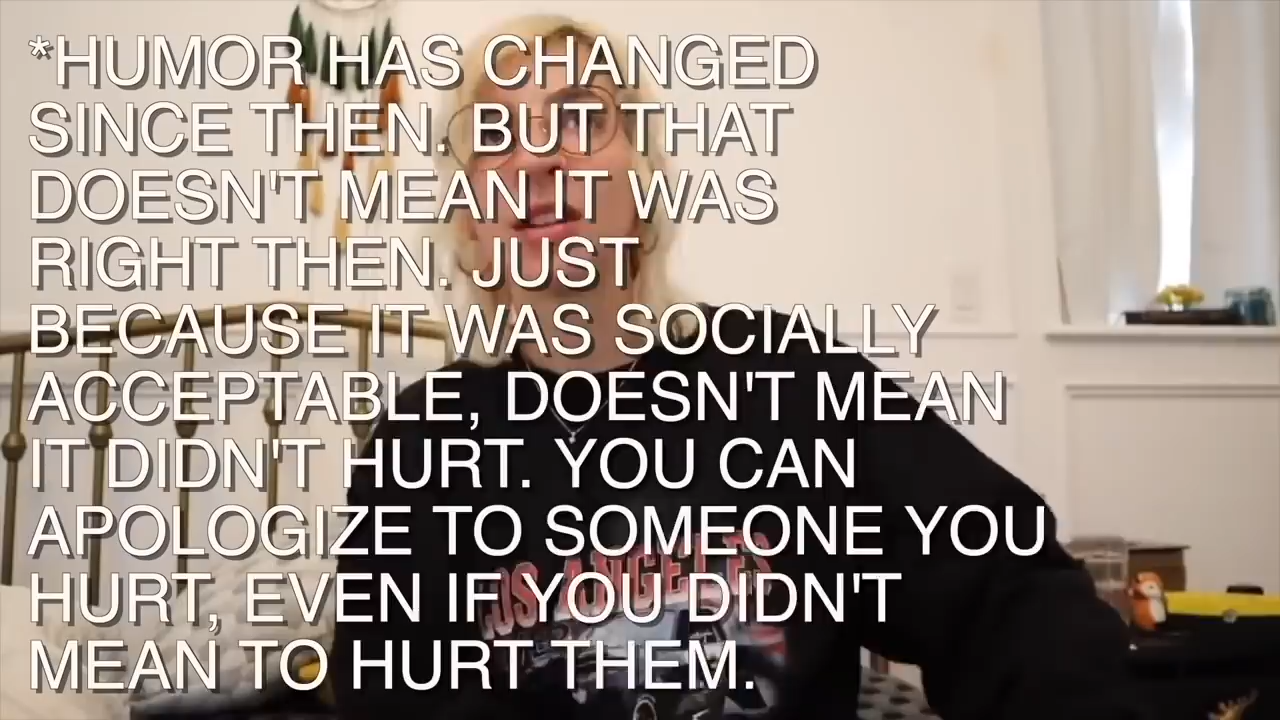 *HUMOR HAS CHANGED
SINCE THEN. BUT THAT
DOESN'T MEAN IT WAS
RIGHT THEN. JUST
BECAUSE IT WAS SOCIALLY
ACCEPTABLE, DOESN'T MEAN
IT DIDN'T HURT. YOU CAN
APOLOGIZE TO SOMEONE YOU
HURT, EVEN IF YOU DIDN'T
MEAN TO HURT THEM.
LOS ANGELES